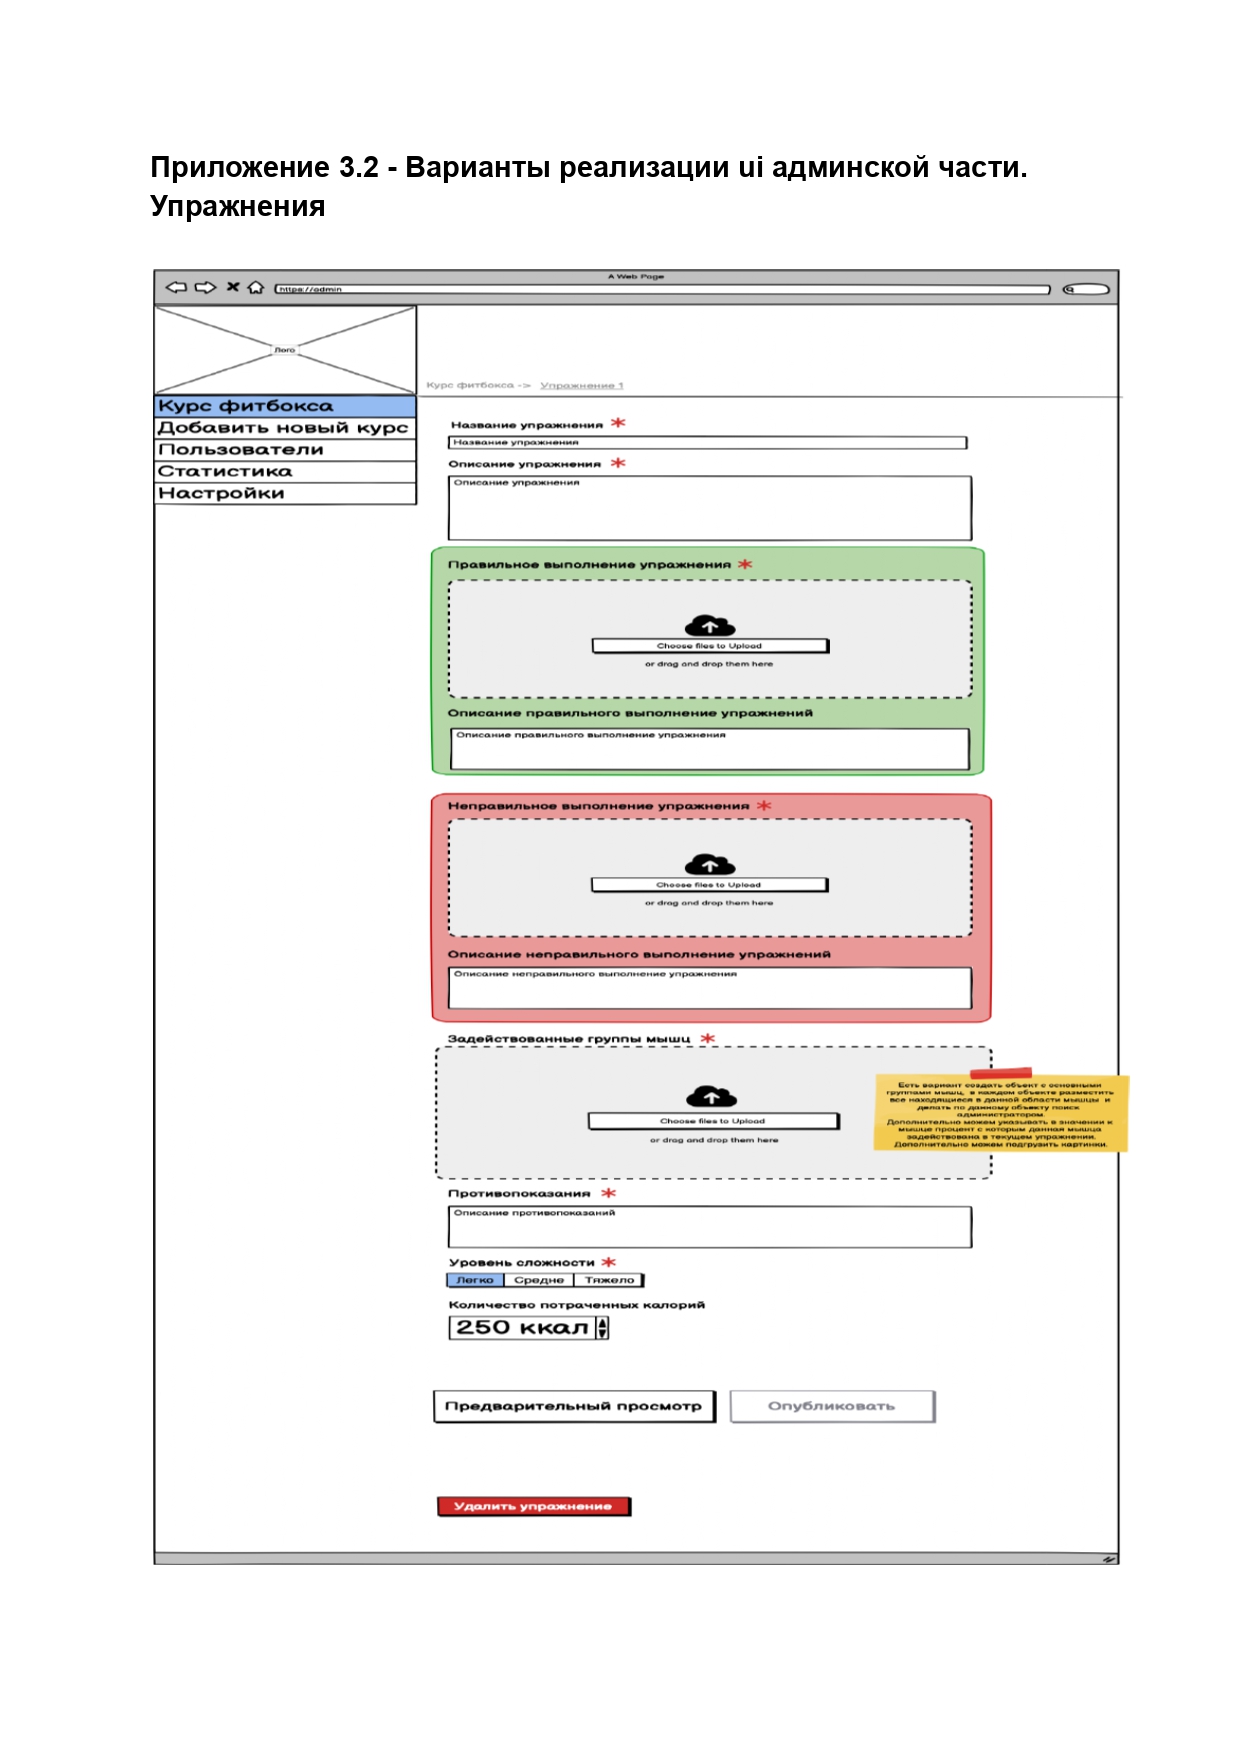 Приложение 3.2 - Варианты реализации ui админской части.
Упражнения
A Web Page
https://admin
Лого
Курс фитбокса -> Упражнение 1
Курс фитбокса
Добавить новый курс
Пользователи
Статистика
Настройки
Название упражнения *
Название упражнения
Описание упражнения *
Описание упражнения
Правильное выполнение упражнения *
Choose files to Upload
or drag and drop them here
Описание правильного выполнение упражнений
Описание правильного выполнение упражнения
Неправильное выполнение упражнения *
Choose files to Upload
or drag and drop them here
Описание неправильного выполнение упражнений
Описание неправильного выполнение упражнения
Задействованные группы мышц *
Choose files to Upload
or drag and drop them here
Есть вариант создать объект с основными
группами мышц, в каждом объекте разместить
все находящиеся в данной области мышцы и
делать по данному объекту поиск
администратором.
Дополнительно можем указывать в значении к
мышце процент с которым данная мышца
задействована в текущем упражнении.
Дополнительно можем подгрузить картинки.
Противопоказания *
Описание противопоказаний
Уровень сложности *
Легко Средне Тяжело
Количество потраченных калорий
250 ккал
Предварительный просмотр Опубликовать
Удалить упражнение